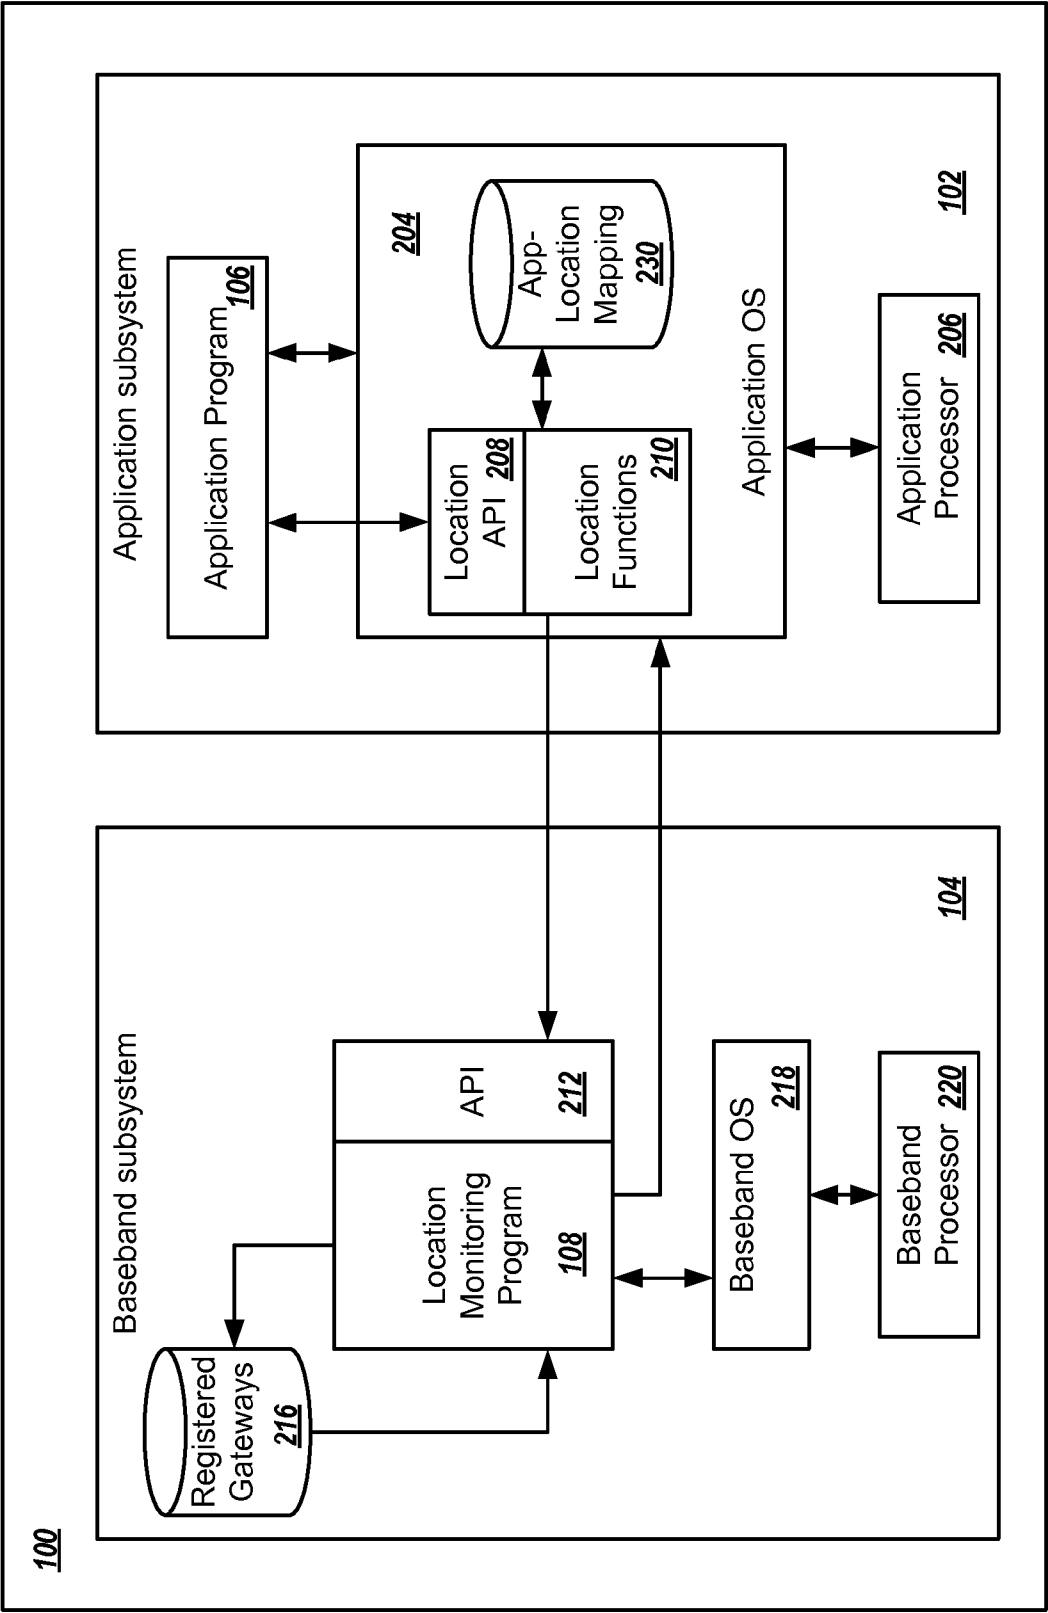 100
Baseband subsystem
Registered
Gateways
216
Location
Monitoring
Program
108
API
212
Baseband OS
218
Baseband
Processor
220
104
Application subsystem
Application Program
106
204
Location
API
208
Location
Functions
210
App-
Location
Mapping
230
Application OS
Application
Processor
206
102